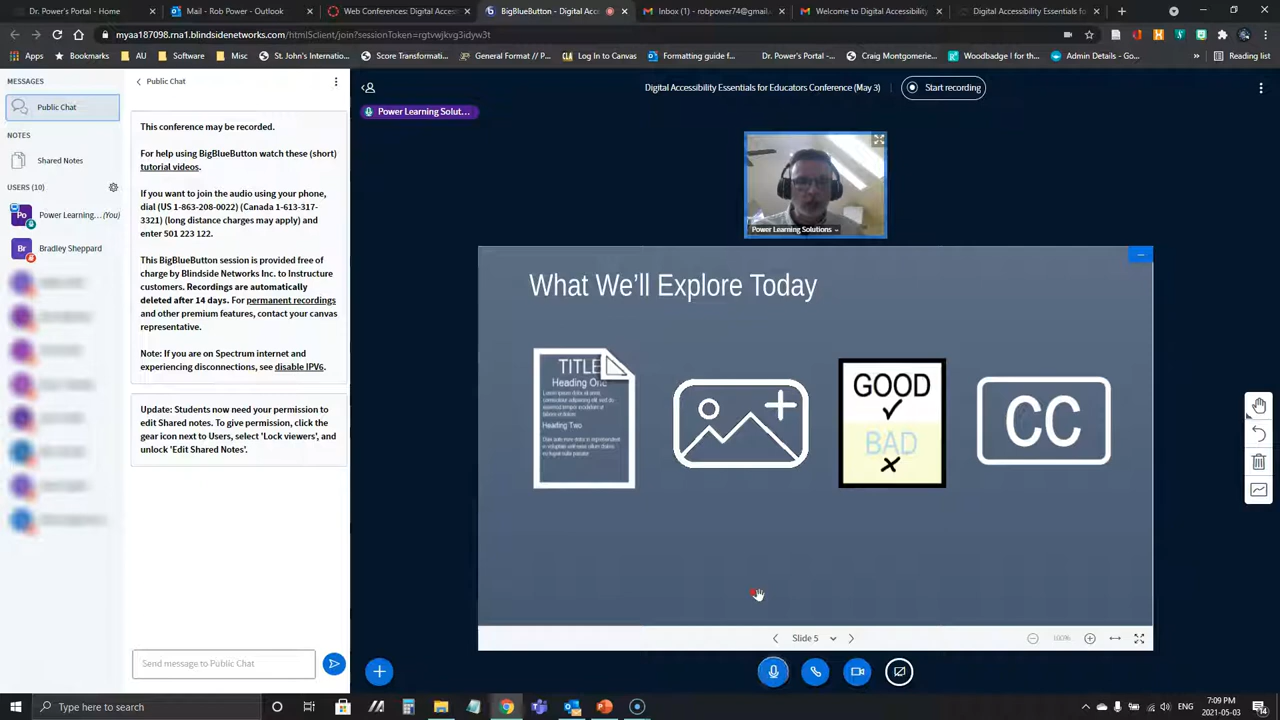 Dr. Power's Portal - Home
Mail - Dr. Power - Outlook
Web Conferences: Digital Access
BigBlueButton - Digital Ac
Inbox (1) - robpower74@gmail.
Welcome to Digital Accessibility
Digital Accessibility Essentials fo
myaa187098.rna1.blindsidenetworks.com/html5client/join?sessionToken=rgtvwjkvg3ydyw3t
Apps
Bookmarks
AU
Software
Misc
St. John's Internatio...
Score Transformatio...
General Format // P...
Log In to Canvas
Formatting guide f...
Dr. Power's Portal -...
Craig Montgomerie...
Woodbadge I for th...
Admin Details - Go...
»
Reading list
MESSAGES
Public Chat
NOTES
Shared Notes
USERS (10)
Po
Power Learning... (You)
Br
Bradley Sheppard
Public Chat
This conference may be recorded.
For help using BigBlueButton watch these (short)
tutorial videos.
If you want to join the audio using your phone,
dial (US 1-863-208-0022) (Canada 1-613-317-
3321) (long distance charges may apply) and
enter 501 223 122.
This BigBlueButton session is provided free of
charge by Blindside Networks Inc. to Instructure
customers. Recordings are automatically
deleted after 14 days. For permanent recordings
and other premium features, contact your canvas
representative.
Note: If you are on Spectrum internet and
experiencing disconnections, see disable IPV6.
Update: Students now need your permission to
edit Shared notes. To give permission, click the
gear icon next to Users, select 'Lock viewers', and
unlock 'Edit Shared Notes'.
Send message to Public Chat
Digital Accessibility Essentials for Educators Conference (May 3)
Start recording
Power Learning Solut...
Power Learning Solutions
What We'll Explore Today
TITLE
Heading One
Heading Two
GOOD
BAD
CC
Slide 5
100%
Type here to search
ENG
7:09 PM
2021-05-03